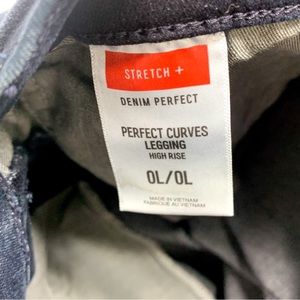 STRETCH +
DENIM PERFECT
PERFECT CURVES
LEGGING
HIGH RISE
0L/0L
MADE IN VIETNAM
FABRIQUÉ AU VIETNAM